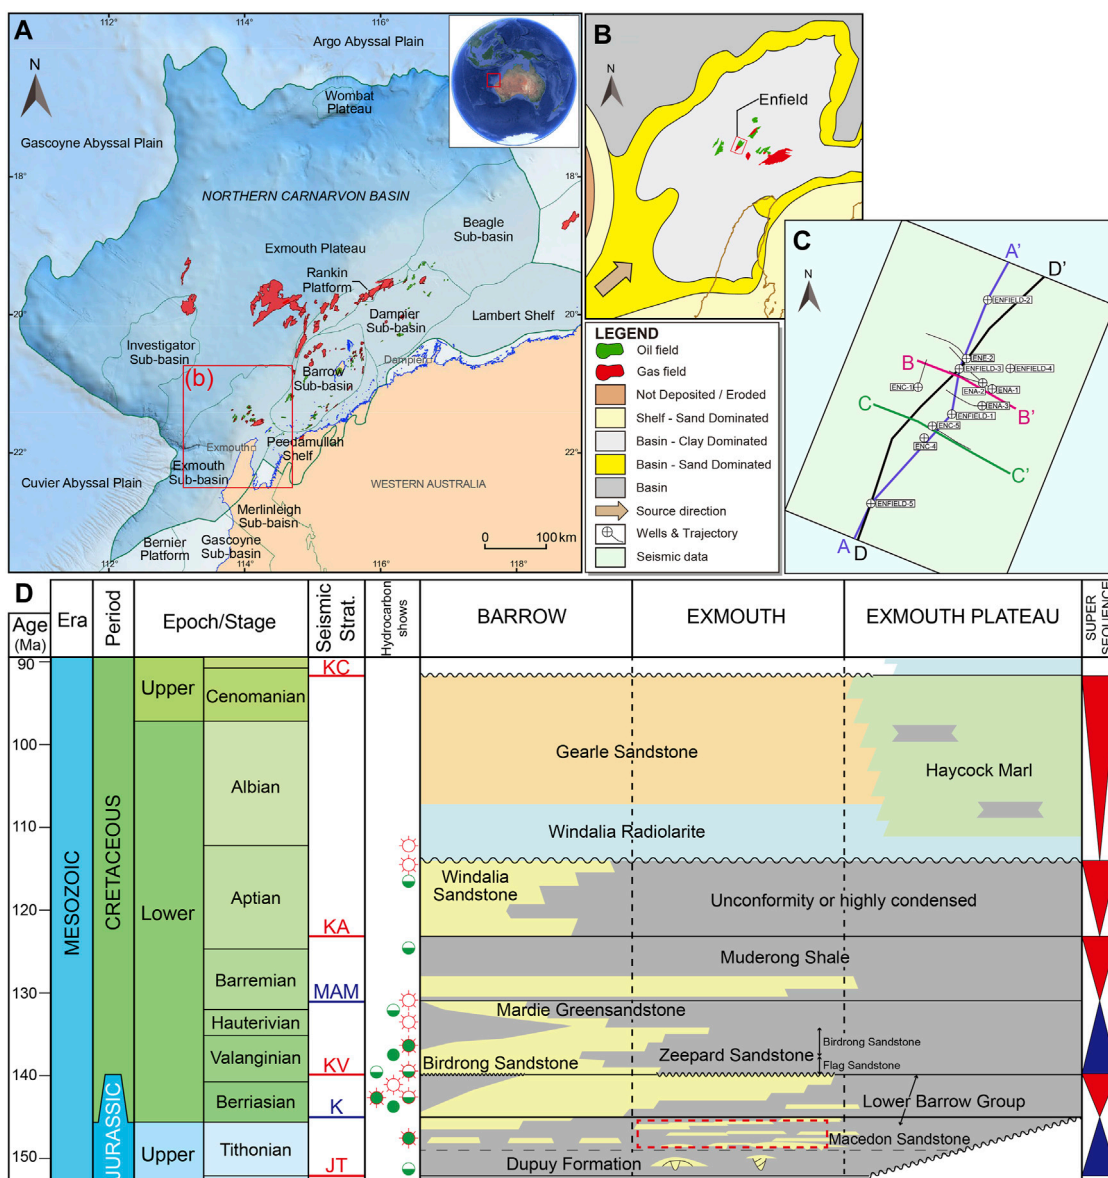 A
112°
114°
116°
Argo Abyssal Plain
N
Wombat
Plateau
Gascoyne Abyssal Plain
18°
18°
NORTHERN CARNARVON BASIN
Beagle
Sub-basin
Exmouth Plateau
Rankin
Platform
Dampier
Sub-basin
Lambert Shelf
20°
20°
Investigator
Sub-basin
Dampier
(b)
Barrow
Sub-basin
Exmouth
Peedamullah
Shelf
22°
22°
Exmouth
Sub-basin
Cuvier Abyssal Plain
WESTERN AUSTRALIA
Merlinleigh
Sub-baisn
Bernier
Platform
Gascoyne
Sub-basin
0
100 km
112°
114°
116°
118°
B
N
Enfield
LEGEND
Oil field
Gas field
Not Deposited / Eroded
Shelf - Sand Dominated
Basin - Clay Dominated
Basin - Sand Dominated
Basin
Source direction
Wells & Trajectory
Seismic data
C
N
A'
D'
ENFIELD-2
ENE-2
B
ENFIELD-3
ENFIELD-4
ENC-1
ENA-2
ENA-1
C
ENA-3
B'
ENFIELD-1
ENC-5
ENC-4
C'
ENFIELD-5
A
D
D
Age
(Ma)
Era
Period
Epoch/Stage
Seismic
Strat.
Hydrocarbon
shows
BARROW
EXMOUTH
EXMOUTH PLATEAU
SUPER
SEQUENCE
90
KC
Upper
Cenomanian
100
Gearle Sandstone
Haycock Marl
Albian
110
Windalia Radiolarite
MESOZOIC
CRETACEOUS
Lower
Aptian
Windalia
Sandstone
Unconformity or highly condensed
120
KA
Muderong Shale
Barremian
130
MAM
Mardie Greensandstone
Hauterivian
Birdrong Sandstone
Valanginian
Zeepard Sandstone
Birdrong Sandstone
Flag Sandstone
KV
140
JURASSIC
Berriasian
Lower Barrow Group
K
Upper
Tithonian
Macedon Sandstone
150
JT
Dupuy Formation